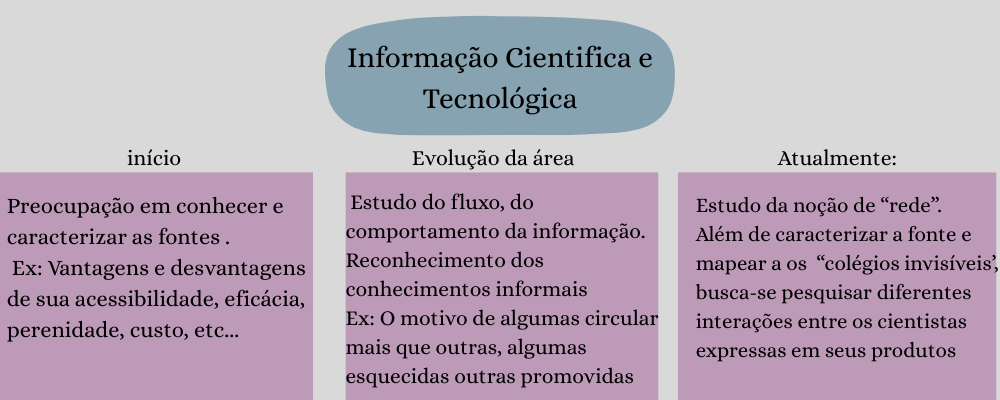 Informação Cientifica e
Tecnológica
início
Preocupação em conhecer e
caracterizar as fontes .
Ex: Vantagens e desvantagens
de sua acessibilidade, eficácia,
perenidade, custo, etc...
Evolução da área
Estudo do fluxo, do
comportamento da informação.
Reconhecimento dos
conhecimentos informais
Ex: O motivo de algumas circular
mais que outras, algumas
esquecidas outras promovidas
Atualmente:
Estudo da noção de “rede”.
Além de caracterizar a fonte e
mapear a os “colégios invisíveis’,
busca-se pesquisar diferentes
interações entre os cientistas
expressas em seus produtos